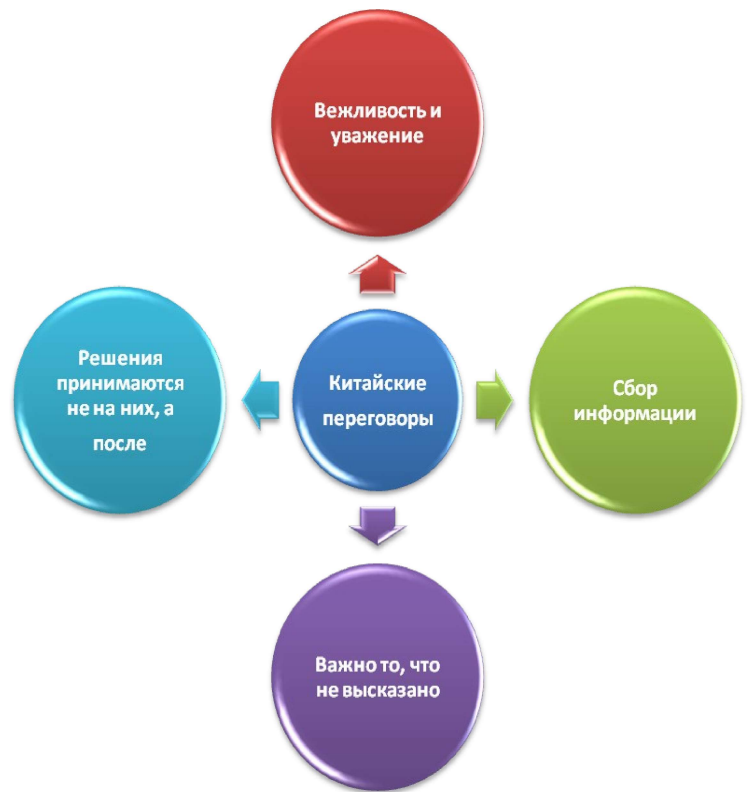 Вежливость и
уважение
Решения
принимаются
не на них, а
после
Китайские
переговоры
Сбор
информации
Важно то, что
не высказано